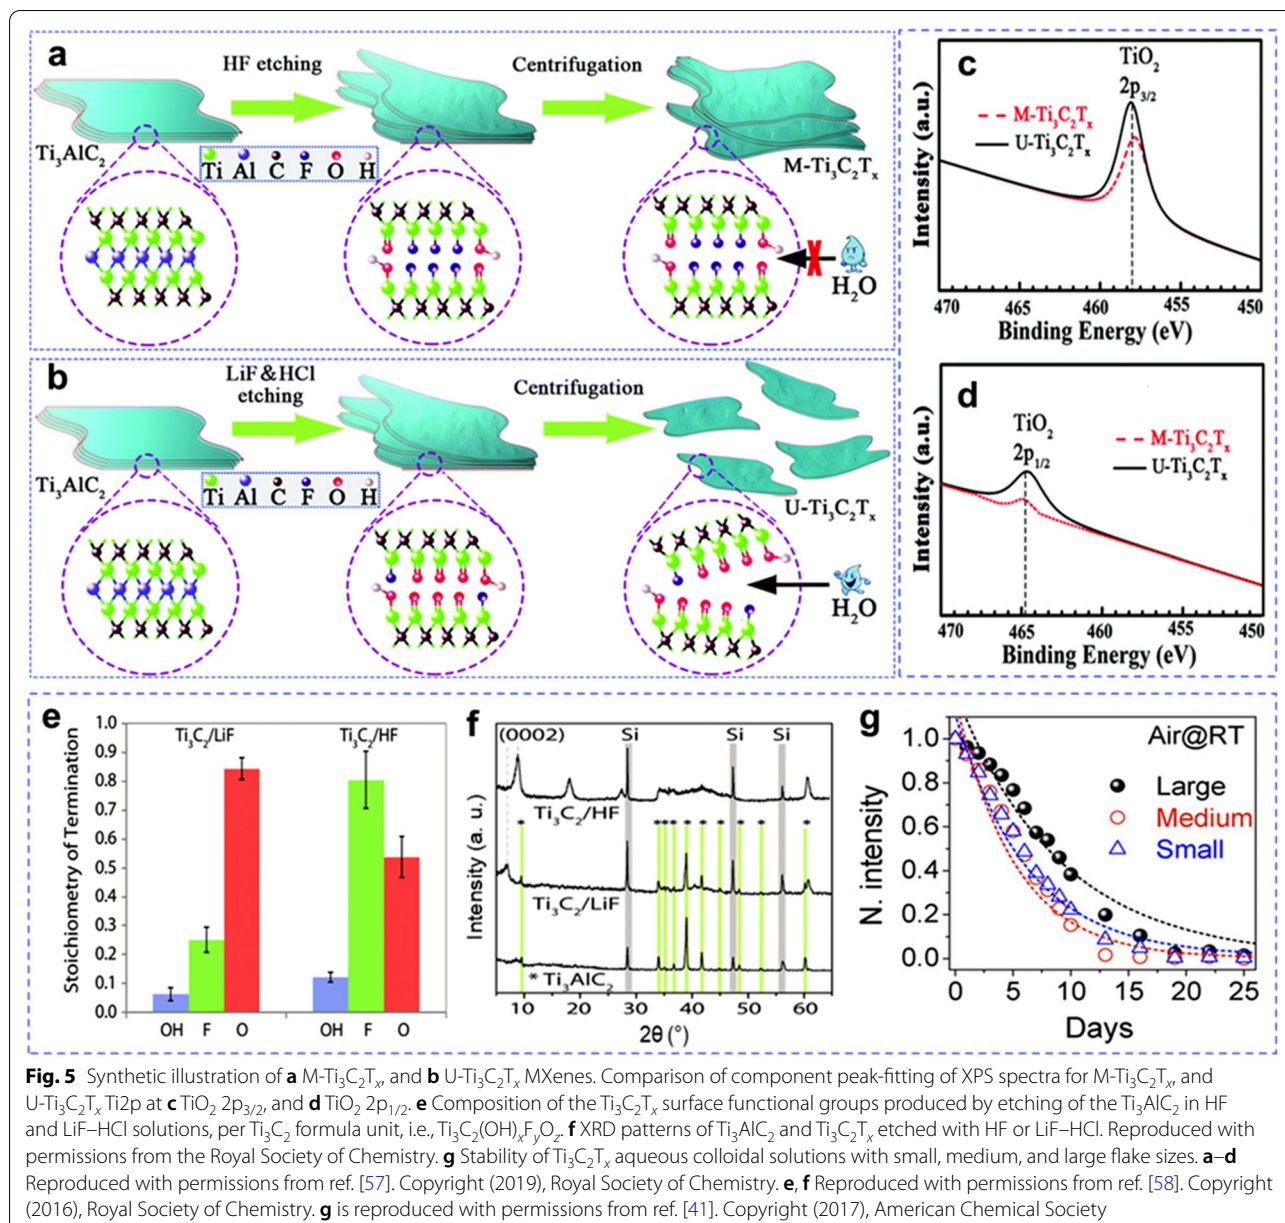 a
HF etching
Centrifugation
Ti₃AlC₂
Ti Al C F O H
M-Ti₃C₂Tₓ
H₂O
b
LiF&HCl
etching
Centrifugation
Ti₃AlC₂
Ti Al C F O H
U-Ti₃C₂Tₓ
H₂O
c
TiO₂
2p₃/₂
M-Ti₃C₂Tₓ
U-Ti₃C₂Tₓ
Intensity (a.u.)
470 465 460 455 450
Binding Energy (eV)
d
TiO₂
2p₁/₂
M-Ti₃C₂Tₓ
U-Ti₃C₂Tₓ
Intensity (a.u.)
470 465 460 455 450
Binding Energy (eV)
e
Ti₃C₂/LiF Ti₃C₂/HF
Stoichiometry of Termination
1.0
0.9
0.8
0.7
0.6
0.5
0.4
0.3
0.2
0.1
0.0
OH F O OH F O
f
(0002) Si Si Si
Ti₃C₂/HF
* * * * * * * * * *
Ti₃C₂/LiF
* Ti₃AlC₂
Intensity (a. u.)
10 20 30 40 50 60
2θ (°)
g
Air@RT
Large
Medium
Small
N. intensity
1.0
0.8
0.6
0.4
0.2
0.0
0 5 10 15 20 25
Days
Fig. 5 Synthetic illustration of a M-Ti₃C₂Tₓ, and b U-Ti₃C₂Tₓ MXenes. Comparison of component peak-fitting of XPS spectra for M-Ti₃C₂Tₓ, and
U-Ti₃C₂Tₓ Ti2p at c TiO₂ 2p₃/₂, and d TiO₂ 2p₁/₂. e Composition of the Ti₃C₂Tₓ surface functional groups produced by etching of the Ti₃AlC₂ in HF
and LiF–HCl solutions, per Ti₃C₂ formula unit, i.e., Ti₃C₂(OH)ₓFyOz. f XRD patterns of Ti₃AlC₂ and Ti₃C₂Tₓ etched with HF or LiF–HCl. Reproduced with
permissions from the Royal Society of Chemistry. g Stability of Ti₃C₂Tₓ aqueous colloidal solutions with small, medium, and large flake sizes. a–d
Reproduced with permissions from ref. [57]. Copyright (2019), Royal Society of Chemistry. e, f Reproduced with permissions from ref. [58]. Copyright
(2016), Royal Society of Chemistry. g is reproduced with permissions from ref. [41]. Copyright (2017), American Chemical Society